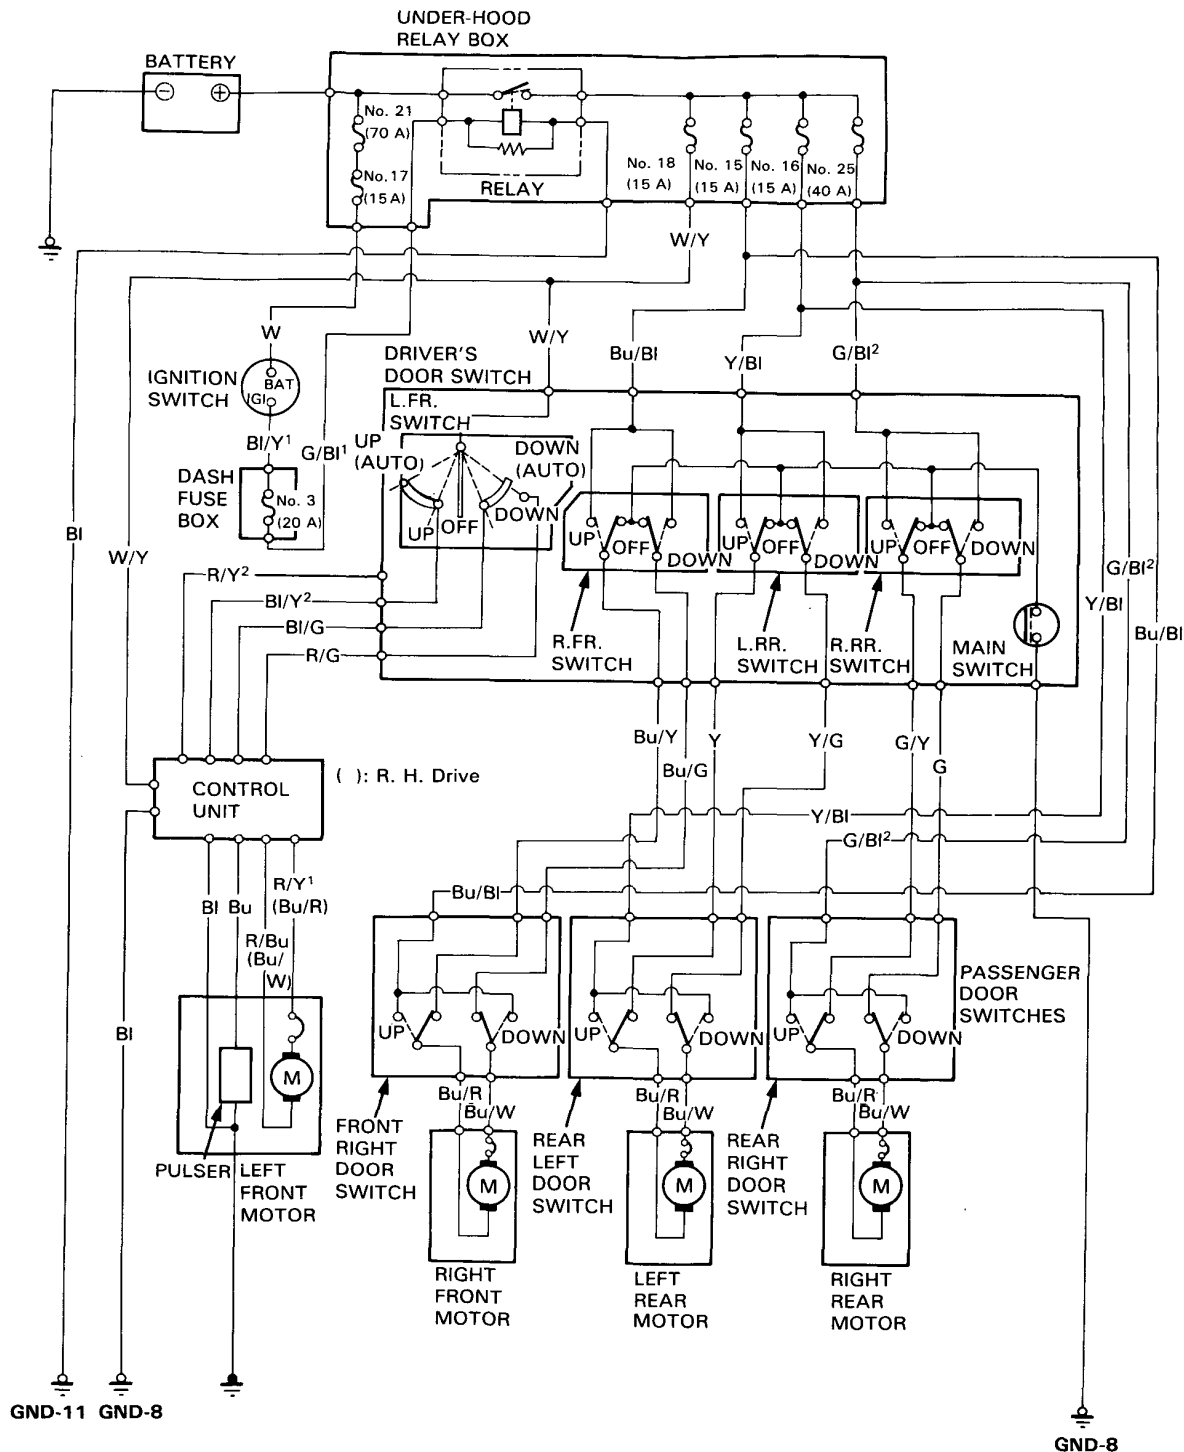 UNDER-HOOD
RELAY BOX
BATTERY
No. 21
(70 A)
No. 17
(15 A)
RELAY
No. 18
(15 A)
No. 15
(15 A)
No. 16
(15 A)
No. 25
(40 A)
W/Y
W
W/Y
Bu/Bl
Y/Bl
G/Bl²
IGNITION
SWITCH
BAT
IGI
DRIVER'S
DOOR SWITCH
L.FR.
SWITCH
UP
(AUTO)
DOWN
(AUTO)
Bl/Y¹
G/Bl¹
DASH
FUSE
BOX
No. 3
(20 A)
UP
OFF
DOWN
UP
OFF
DOWN
UP
OFF
DOWN
UP
OFF
DOWN
Bl
W/Y
R/Y²
Bl/Y²
Bl/G
R/G
R.FR.
SWITCH
L.RR.
SWITCH
R.RR.
SWITCH
MAIN
SWITCH
G/Bl²
Y/Bl
Bu/Bl
Bu/Y
Bu/G
Y
Y/G
G/Y
G
CONTROL
UNIT
( ): R. H. Drive
Y/Bl
G/Bl²
Bu/Bl
Bl
Bu
R/Y¹
(Bu/R)
R/Bu
(Bu/
W)
Bl
UP
DOWN
UP
DOWN
UP
DOWN
PASSENGER
DOOR
SWITCHES
M
PULSER
LEFT
FRONT
MOTOR
Bu/R
Bu/W
Bu/R
Bu/W
Bu/R
Bu/W
FRONT
RIGHT
DOOR
SWITCH
REAR
LEFT
DOOR
SWITCH
REAR
RIGHT
DOOR
SWITCH
M
M
M
RIGHT
FRONT
MOTOR
LEFT
REAR
MOTOR
RIGHT
REAR
MOTOR
GND-11
GND-8
GND-8